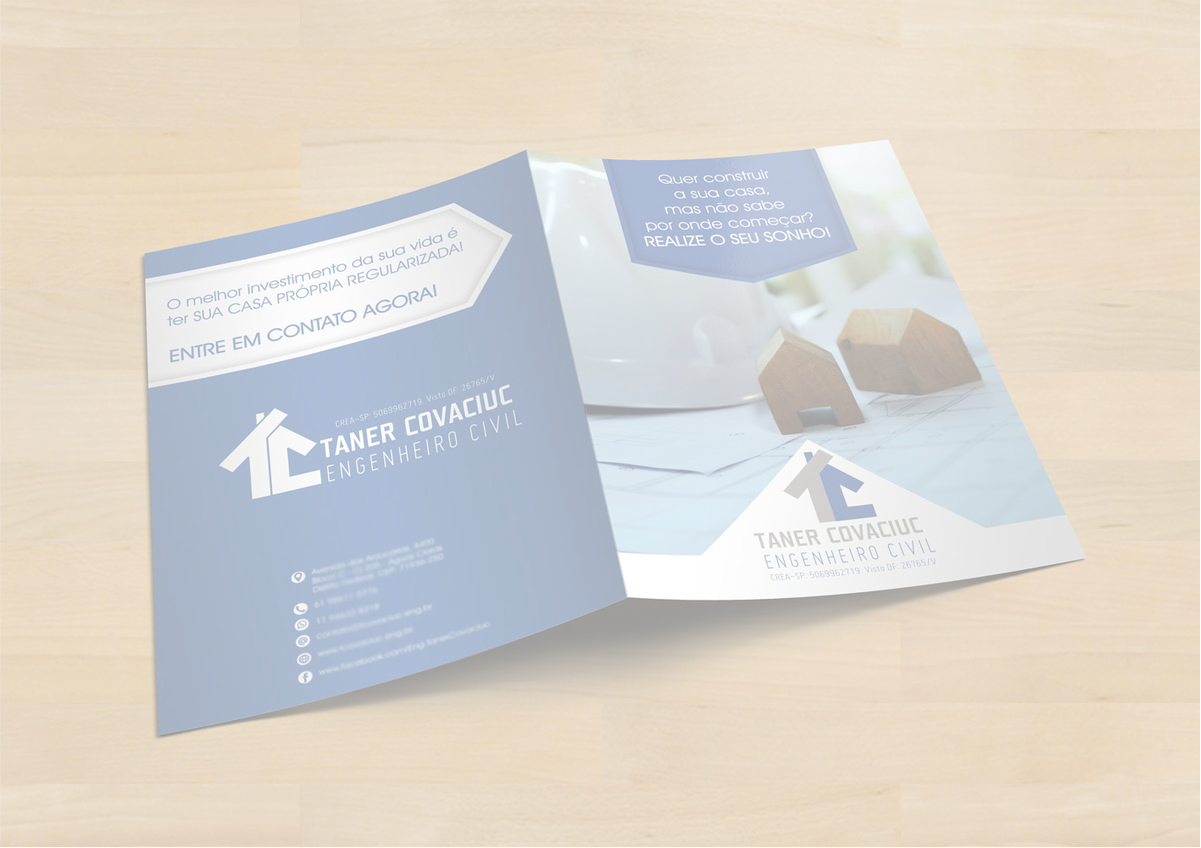 O melhor investimento da sua vida é
ter SUA CASA PRÓPRIA REGULARIZADA!
ENTRE EM CONTATO AGORA!
CREA-SP: 5069962719 Visto DF: 26765/V
TANER COVACIUC
ENGENHEIRO CIVIL
Quer construir
a sua casa,
mas não sabe
por onde começar?
REALIZE O SEU SONHO!
TC
TANER COVACIUC
ENGENHEIRO CIVIL
CREA-SP: 5069962719 Visto DF: 26765/V